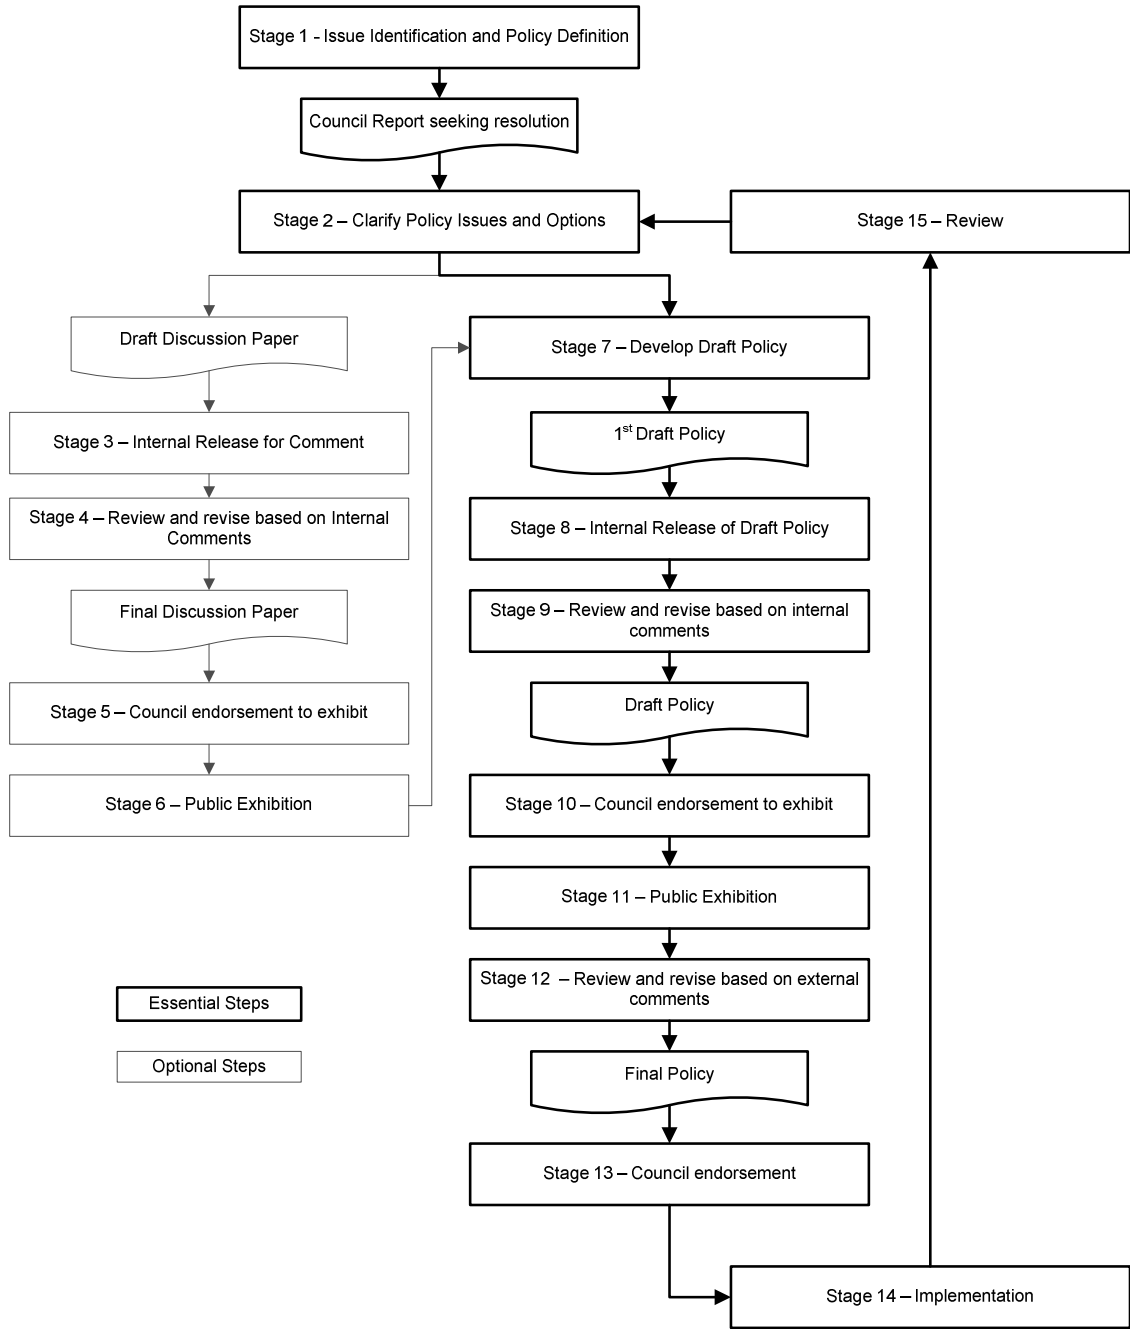 Stage 1 - Issue Identification and Policy Definition
Council Report seeking resolution
Stage 2 – Clarify Policy Issues and Options
Stage 15 – Review
Draft Discussion Paper
Stage 3 – Internal Release for Comment
Stage 4 – Review and revise based on Internal
Comments
Final Discussion Paper
Stage 5 – Council endorsement to exhibit
Stage 6 – Public Exhibition
Stage 7 – Develop Draft Policy
1st Draft Policy
Stage 8 – Internal Release of Draft Policy
Stage 9 – Review and revise based on internal
comments
Draft Policy
Stage 10 – Council endorsement to exhibit
Stage 11 – Public Exhibition
Stage 12 – Review and revise based on external
comments
Final Policy
Stage 13 – Council endorsement
Stage 14 – Implementation
Essential Steps
Optional Steps